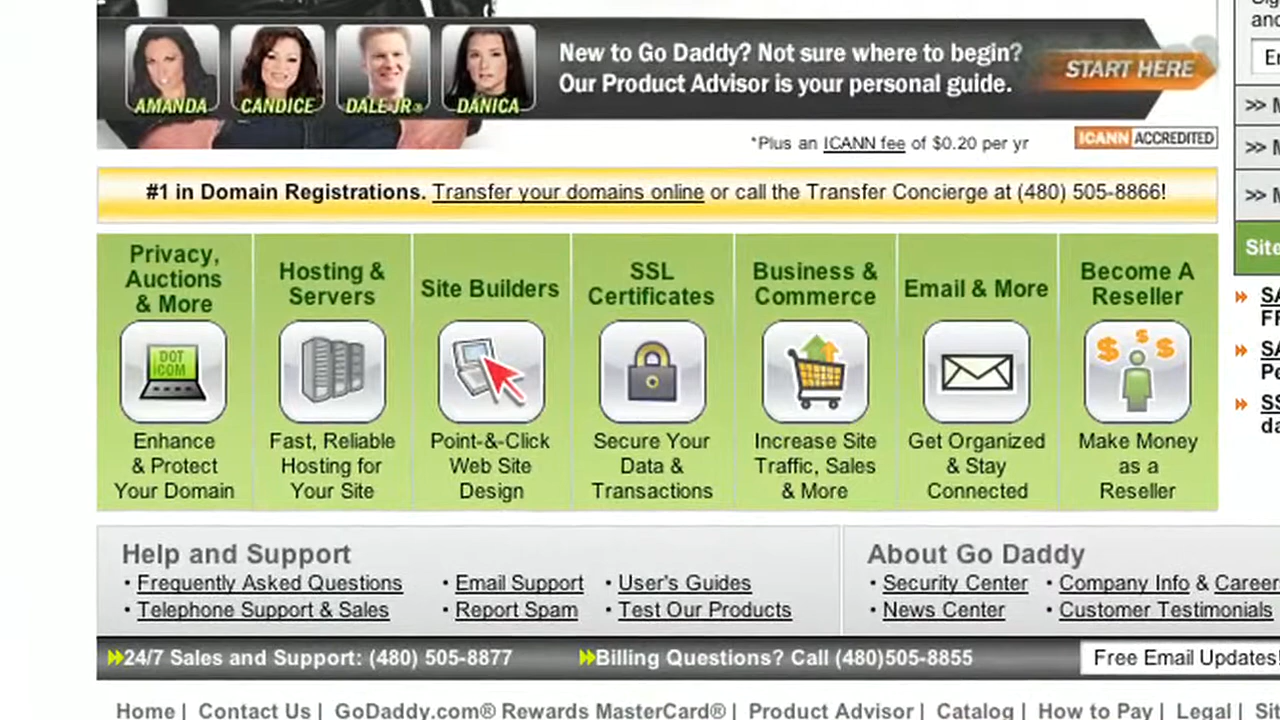 AMANDA
CANDICE
DALE JR®
DANICA
New to Go Daddy? Not sure where to begin?
Our Product Advisor is your personal guide.
START HERE
*Plus an ICANN fee of $0.20 per yr
ICANN ACCREDITED
#1 in Domain Registrations. Transfer your domains online or call the Transfer Concierge at (480) 505-8866!
Privacy,
Auctions
& More
DOT
COM
Enhance
& Protect
Your Domain
Hosting &
Servers
Fast, Reliable
Hosting for
Your Site
Site Builders
Point-&-Click
Web Site
Design
SSL
Certificates
Secure Your
Data &
Transactions
Business &
Commerce
Increase Site
Traffic, Sales
& More
Email & More
Get Organized
& Stay
Connected
Become A
Reseller
$ $ $
Make Money
as a
Reseller
and
>> M
>> M
>> M
Site
SA
SA
Pe
SS
da
Help and Support
• Frequently Asked Questions • Email Support • User's Guides
• Telephone Support & Sales • Report Spam • Test Our Products
About Go Daddy
• Security Center • Company Info & Career
• News Center • Customer Testimonials
24/7 Sales and Support: (480) 505-8877
Billing Questions? Call (480)505-8855
Free Email Updates!
Home | Contact Us | GoDaddy.com® Rewards MasterCard® | Product Advisor | Catalog | How to Pay | Legal | Sit